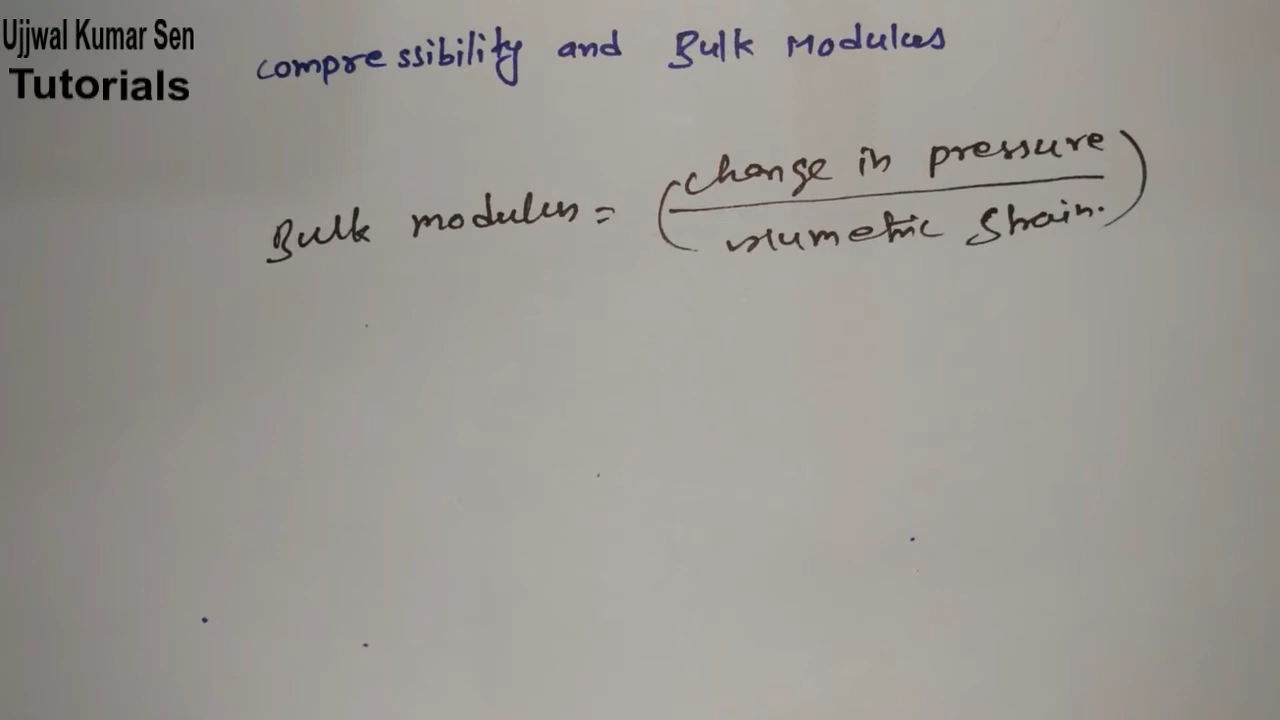 Ujjwal Kumar Sen
Tutorials
compressibility and Bulk Modulus
Bulk modulus = (change in pressure / volumetric strain.)